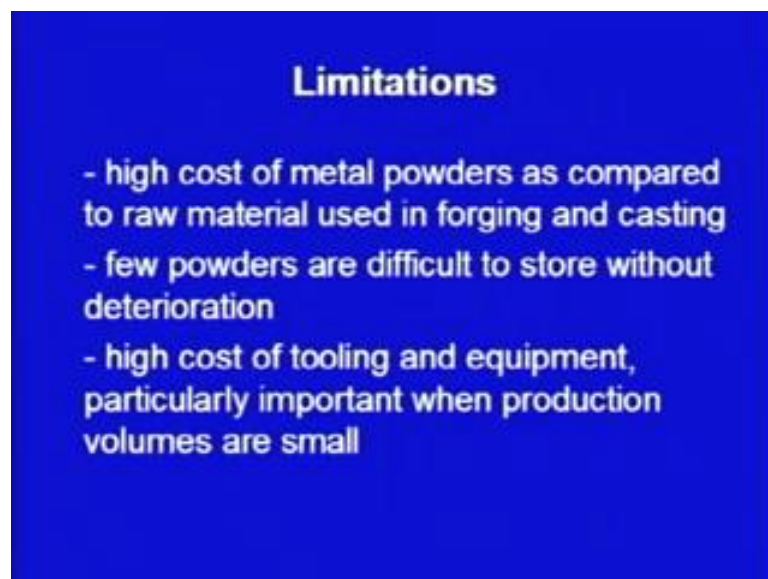 Limitations
- high cost of metal powders as compared
to raw material used in forging and casting
- few powders are difficult to store without
deterioration
- high cost of tooling and equipment,
particularly important when production
volumes are small